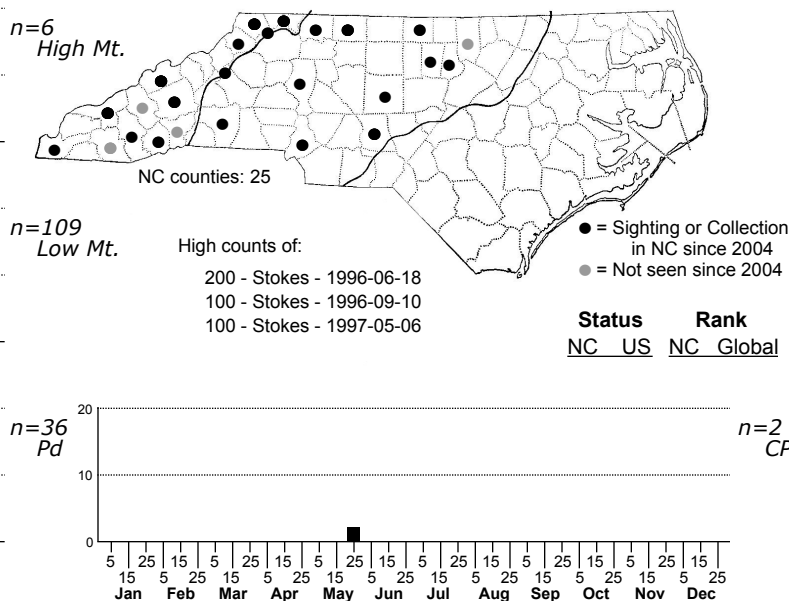 n=6
High Mt.
NC counties: 25
n=109
Low Mt.
High counts of:
200 - Stokes - 1996-06-18
100 - Stokes - 1996-09-10
100 - Stokes - 1997-05-06
= Sighting or Collection
in NC since 2004
= Not seen since 2004
Status Rank
NC US NC Global
n=36
Pd
n=2
CP
20
10
0
5 25 15 5 25 15 5 25 15 5 25 15 5 25 15 5 25 15
15 5 25 15 5 25 15 5 25 15 5 25 15 5 25 15 5 25
Jan Feb Mar Apr May Jun Jul Aug Sep Oct Nov Dec